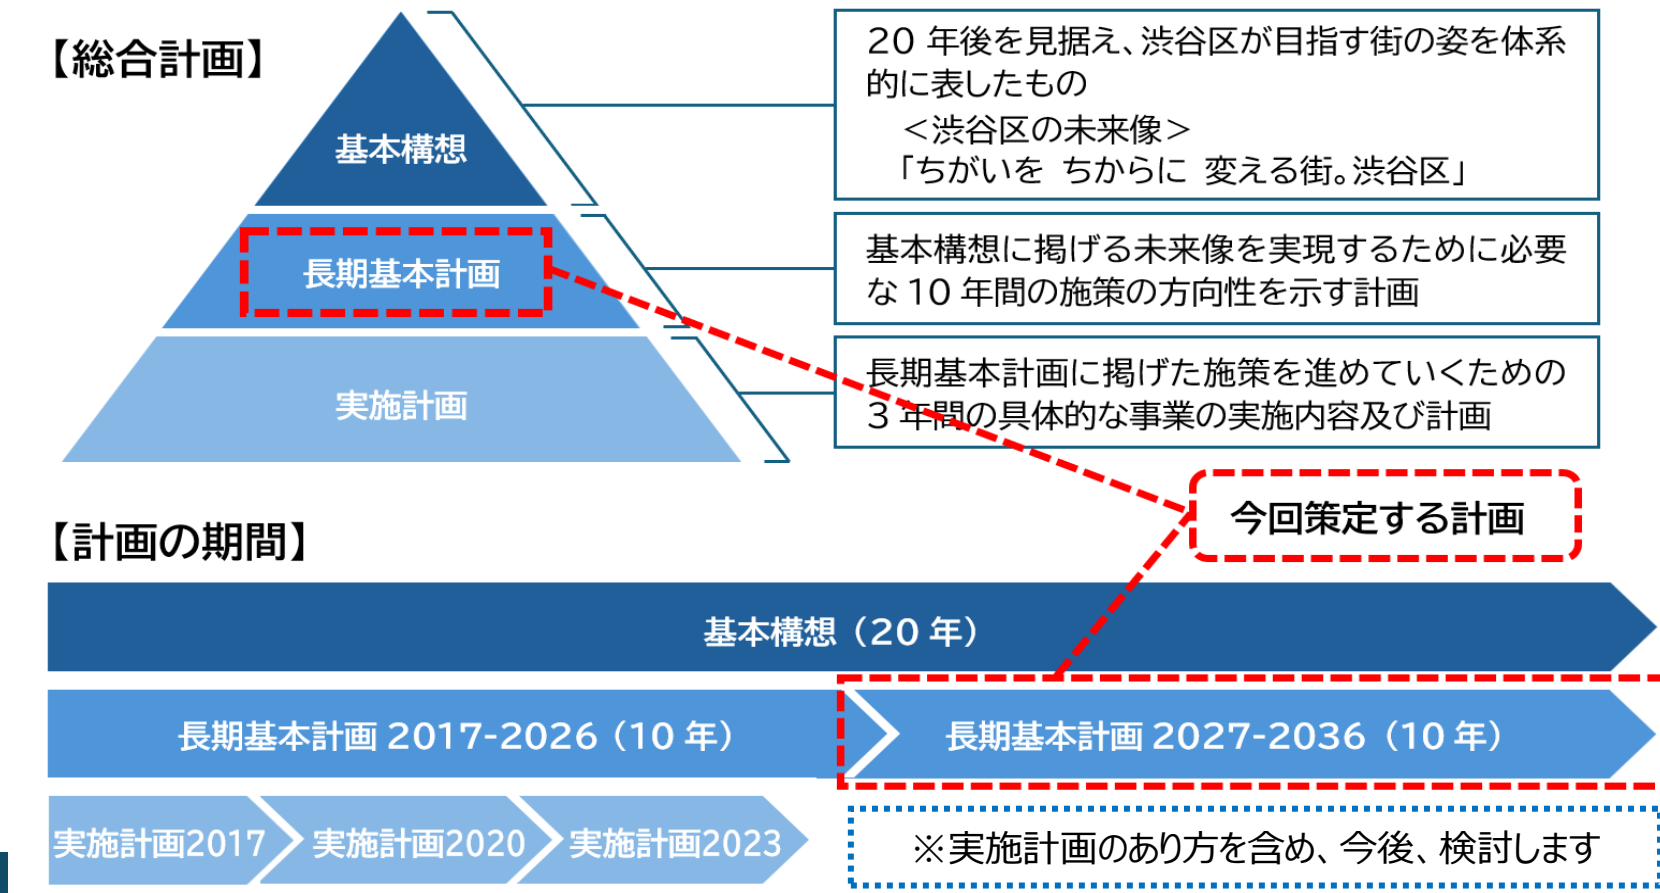 【総合計画】
基本構想
長期基本計画
実施計画
20 年後を見据え、渋谷区が目指す街の姿を体系
的に表したもの
＜渋谷区の未来像＞
「ちがいを ちからに 変える街。渋谷区」
基本構想に掲げる未来像を実現するために必要
な 10 年間の施策の方向性を示す計画
長期基本計画に掲げた施策を進めていくための
3 年間の具体的な事業の実施内容及び計画
今回策定する計画
【計画の期間】
基本構想（20 年）
長期基本計画 2017-2026（10 年）
長期基本計画 2027-2036（10 年）
実施計画2017
実施計画2020
実施計画2023
※実施計画のあり方を含め、今後、検討します